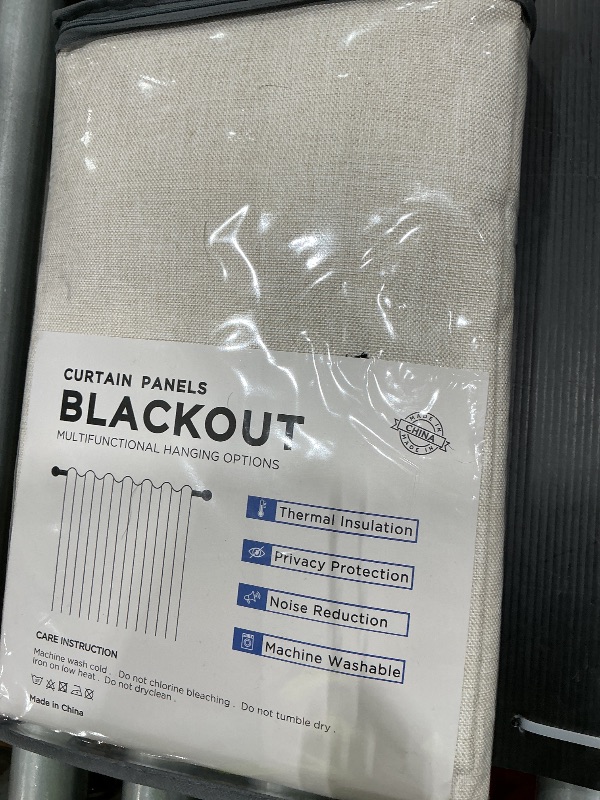 CURTAIN PANELS
BLACKOUT
MULTIFUNCTIONAL HANGING OPTIONS
MADE IN
CHINA
MADE IN
Thermal Insulation
Privacy Protection
Noise Reduction
Machine Washable
CARE INSTRUCTION
Machine wash cold . Do not chlorine bleaching . Do not tumble dry .
Iron on low heat . Do not dryclean .
Made in China